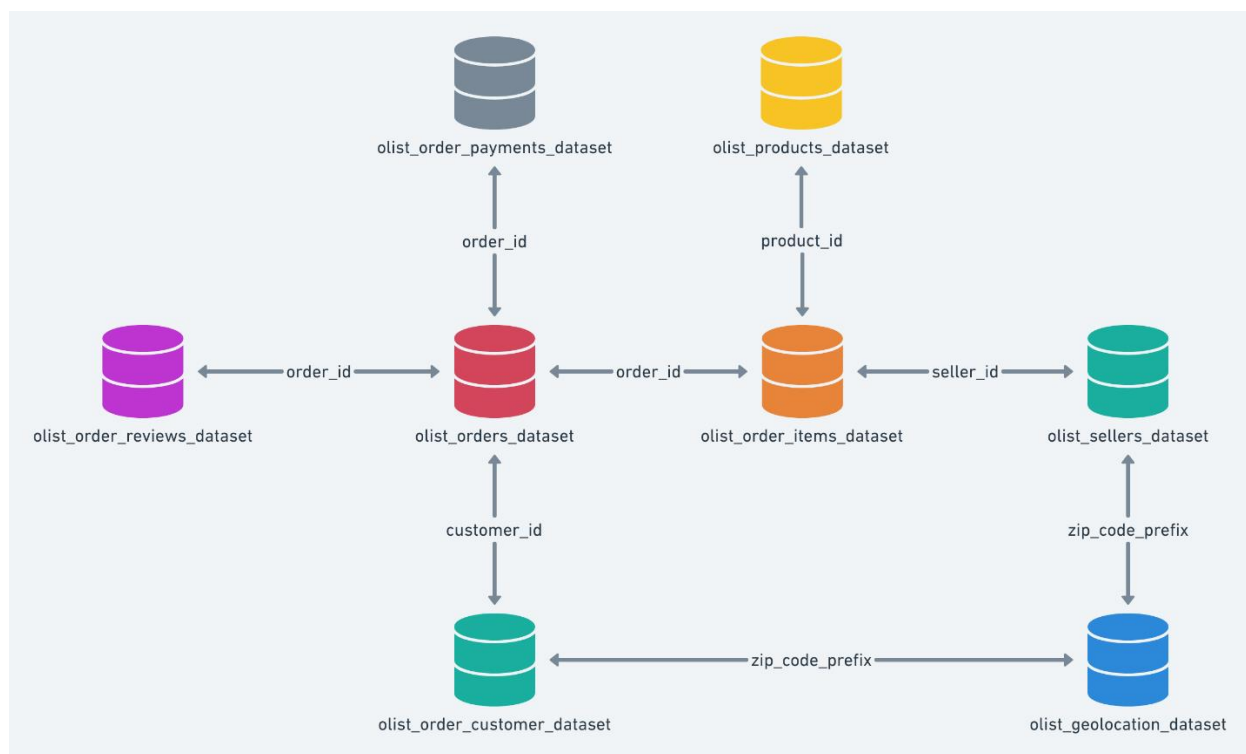 olist_order_payments_dataset
olist_products_dataset
order_id
product_id
order_id
order_id
seller_id
olist_order_reviews_dataset
olist_orders_dataset
olist_order_items_dataset
olist_sellers_dataset
customer_id
zip_code_prefix
zip_code_prefix
olist_order_customer_dataset
olist_geolocation_dataset